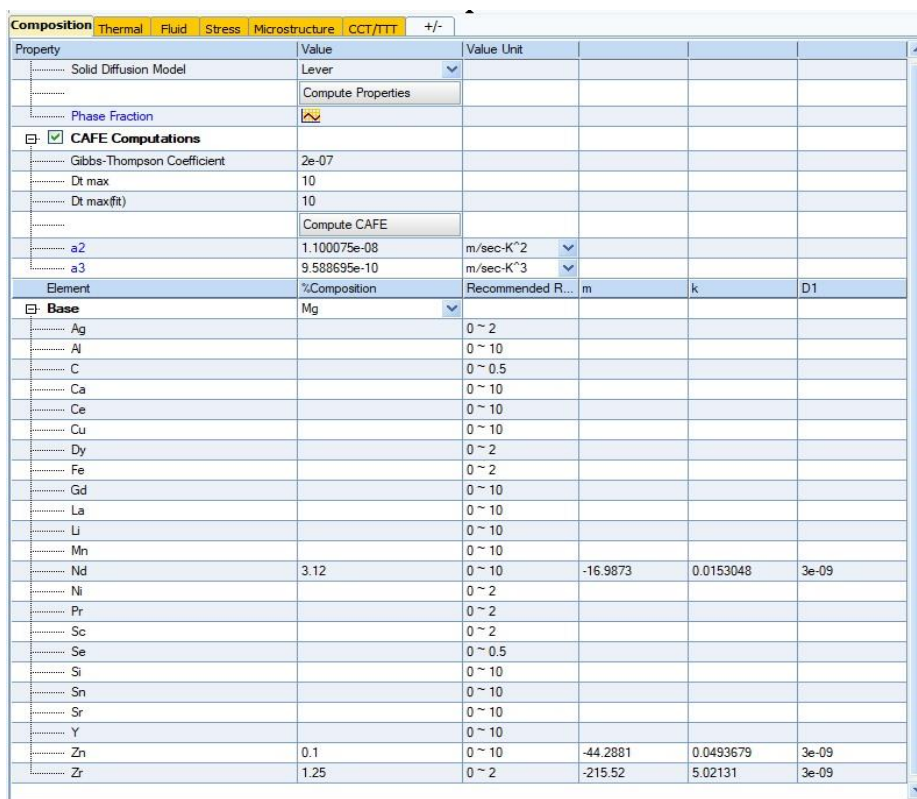 Composition Thermal Fluid Stress Microstructure CCT/TTT +/-
Property Value Value Unit
Solid Diffusion Model Lever
Compute Properties
Phase Fraction
CAFE Computations
Gibbs-Thompson Coefficient 2e-07
Dt max 10
Dt max(fit) 10
Compute CAFE
a2 1.100075e-08 m/sec-K^2
a3 9.588695e-10 m/sec-K^3
Element %Composition Recommended R... m k D1
Base Mg
Ag 0 ~ 2
Al 0 ~ 10
C 0 ~ 0.5
Ca 0 ~ 10
Ce 0 ~ 10
Cu 0 ~ 10
Dy 0 ~ 2
Fe 0 ~ 2
Gd 0 ~ 10
La 0 ~ 10
Li 0 ~ 10
Mn 0 ~ 10
Nd 3.12 0 ~ 10 -16.9873 0.0153048 3e-09
Ni 0 ~ 2
Pr 0 ~ 2
Sc 0 ~ 2
Se 0 ~ 0.5
Si 0 ~ 10
Sn 0 ~ 10
Sr 0 ~ 10
Y 0 ~ 10
Zn 0.1 0 ~ 10 -44.2881 0.0493679 3e-09
Zr 1.25 0 ~ 2 -215.52 5.02131 3e-09